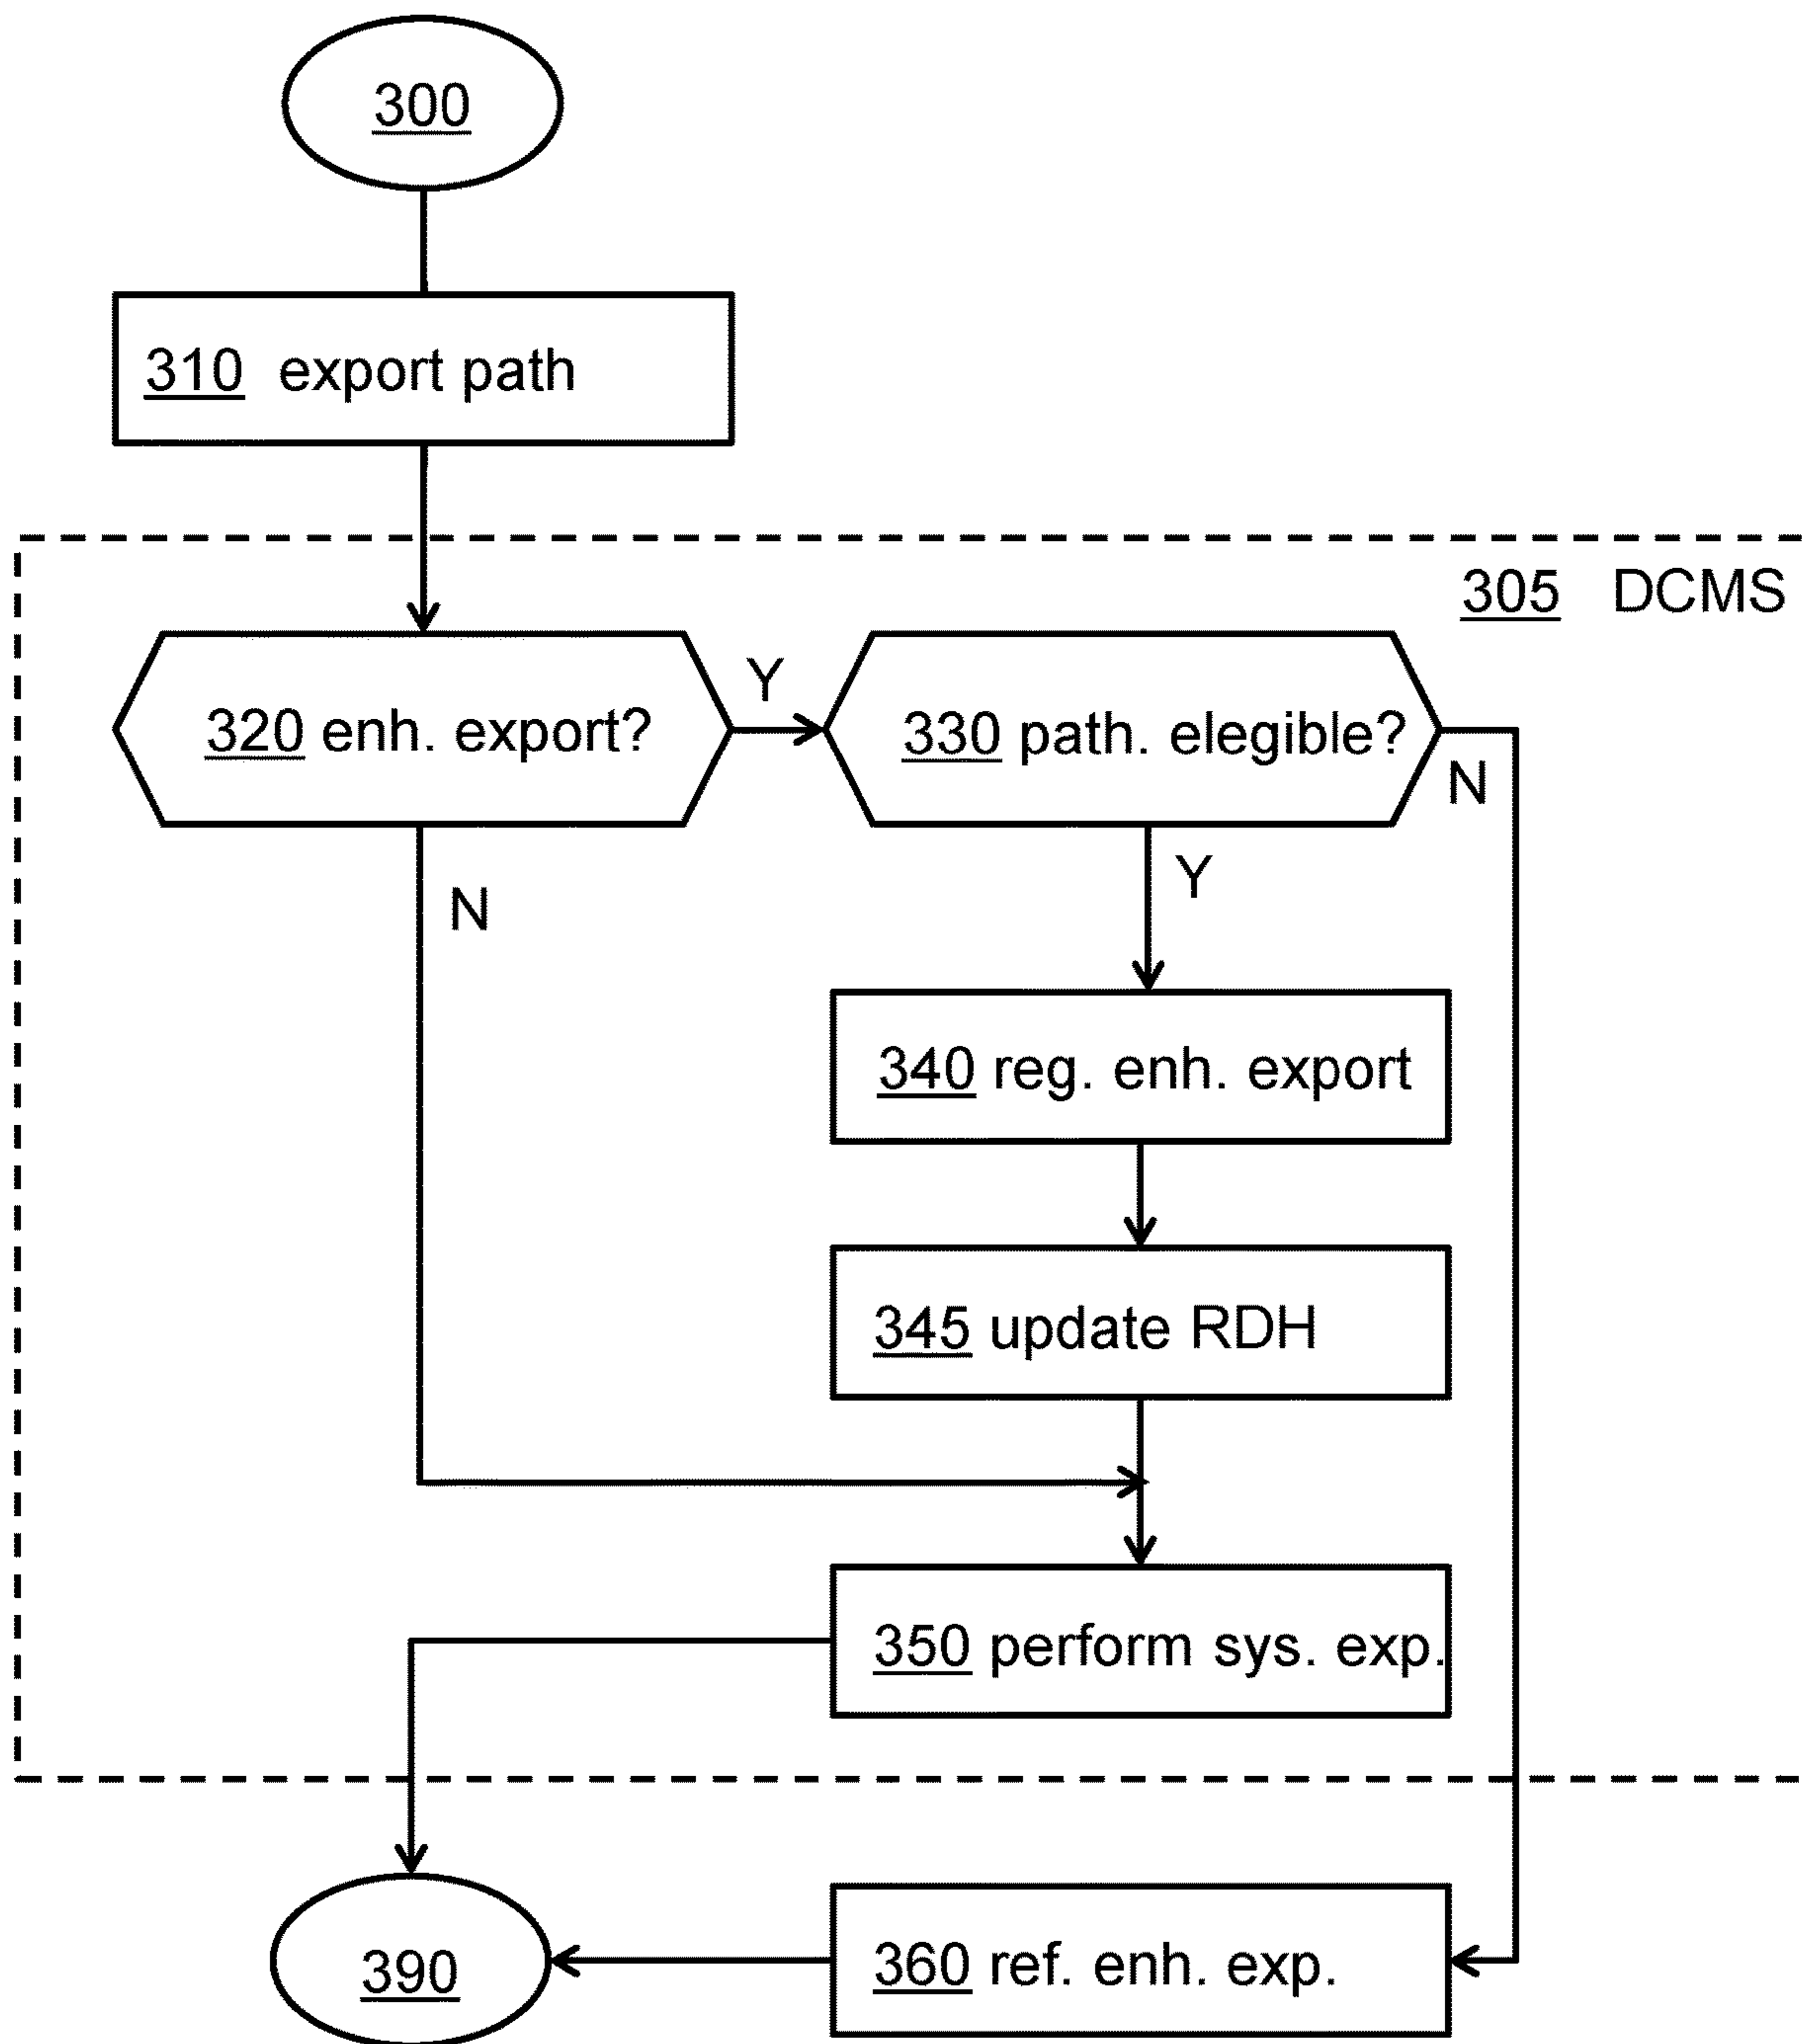 300
310 export path
305 DCMS
320 enh. export?
Y
330 path. elegible?
N
Y
N
340 reg. enh. export
345 update RDH
350 perform sys. exp.
360 ref. enh. exp.
390